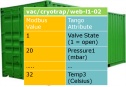 vac/cryotrap/web-l1-02
Modbus Value
Tango Attribute
1
Valve State (1 = open)
20
Pressure1 (mbar)
....
.....
32
Temp3 (Celsius)